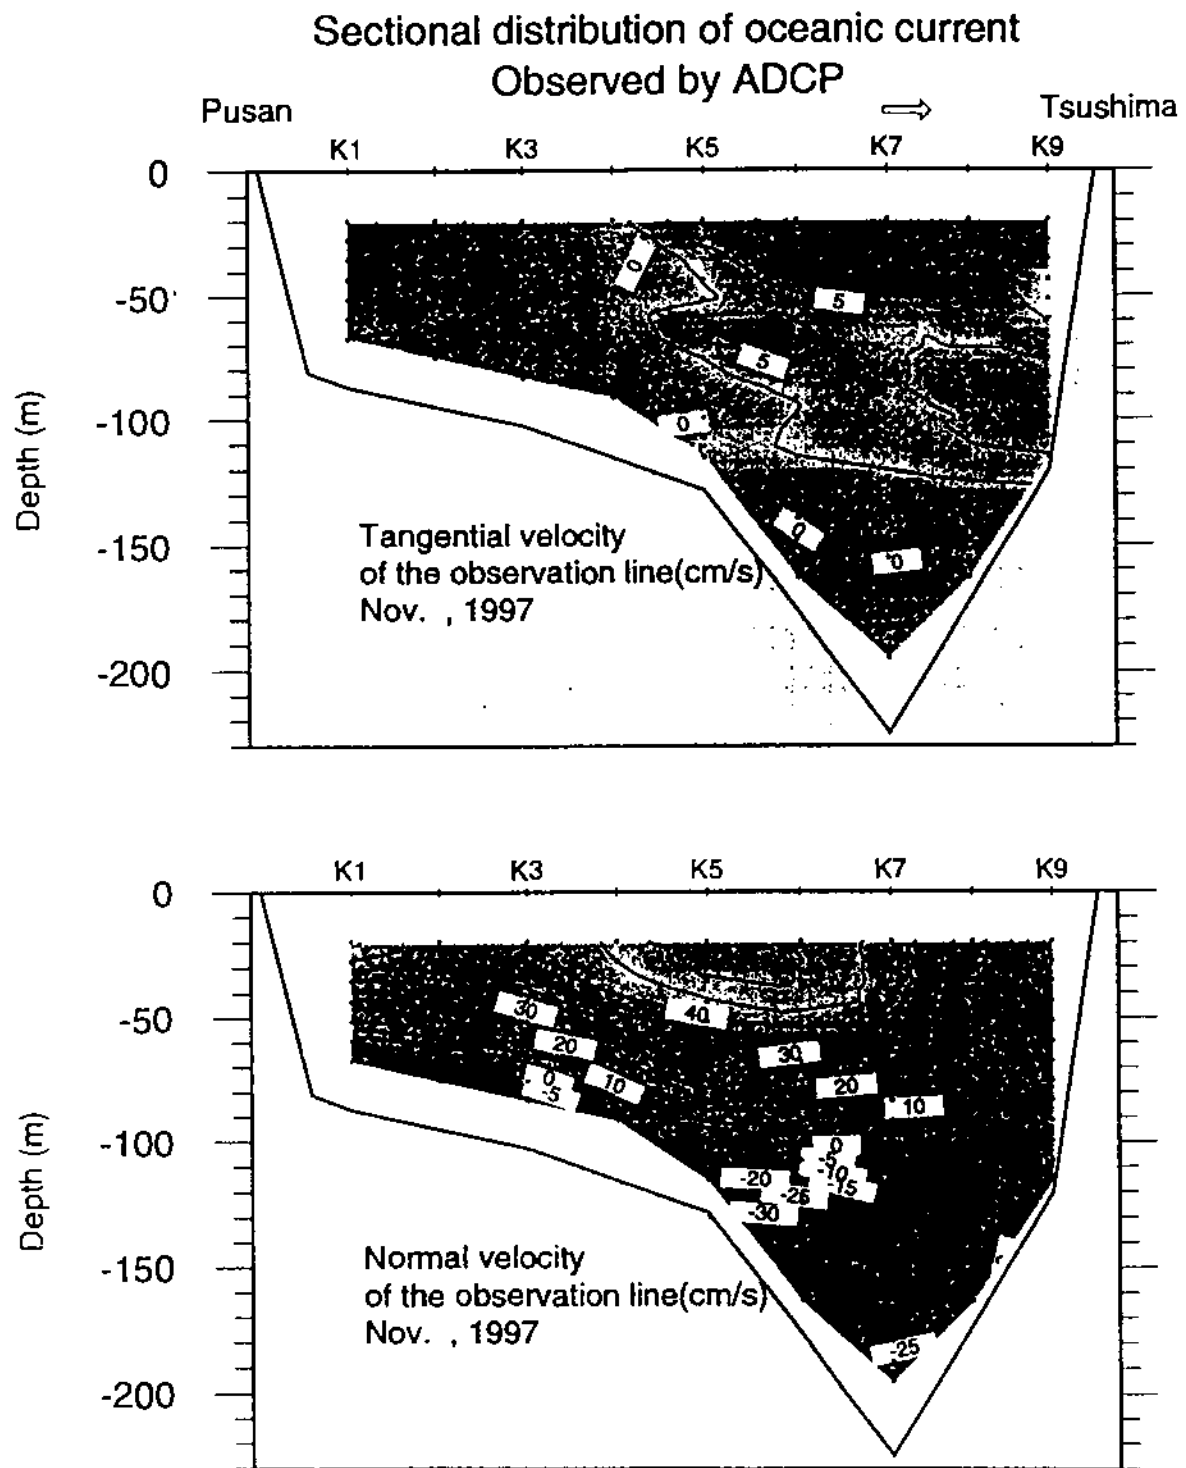 Sectional distribution of oceanic current
Observed by ADCP
Pusan
Tsushima
K1 K3 K5 K7 K9
0
-50
-100
-150
-200
Depth (m)
0
5
5
0
0
0
Tangential velocity
of the observation line(cm/s)
Nov. , 1997
K1 K3 K5 K7 K9
0
-50
-100
-150
-200
Depth (m)
30
40
20
30
0
-5
10
20
10
0
-5
-10
-15
-20
-25
-30
-25
Normal velocity
of the observation line(cm/s)
Nov. , 1997